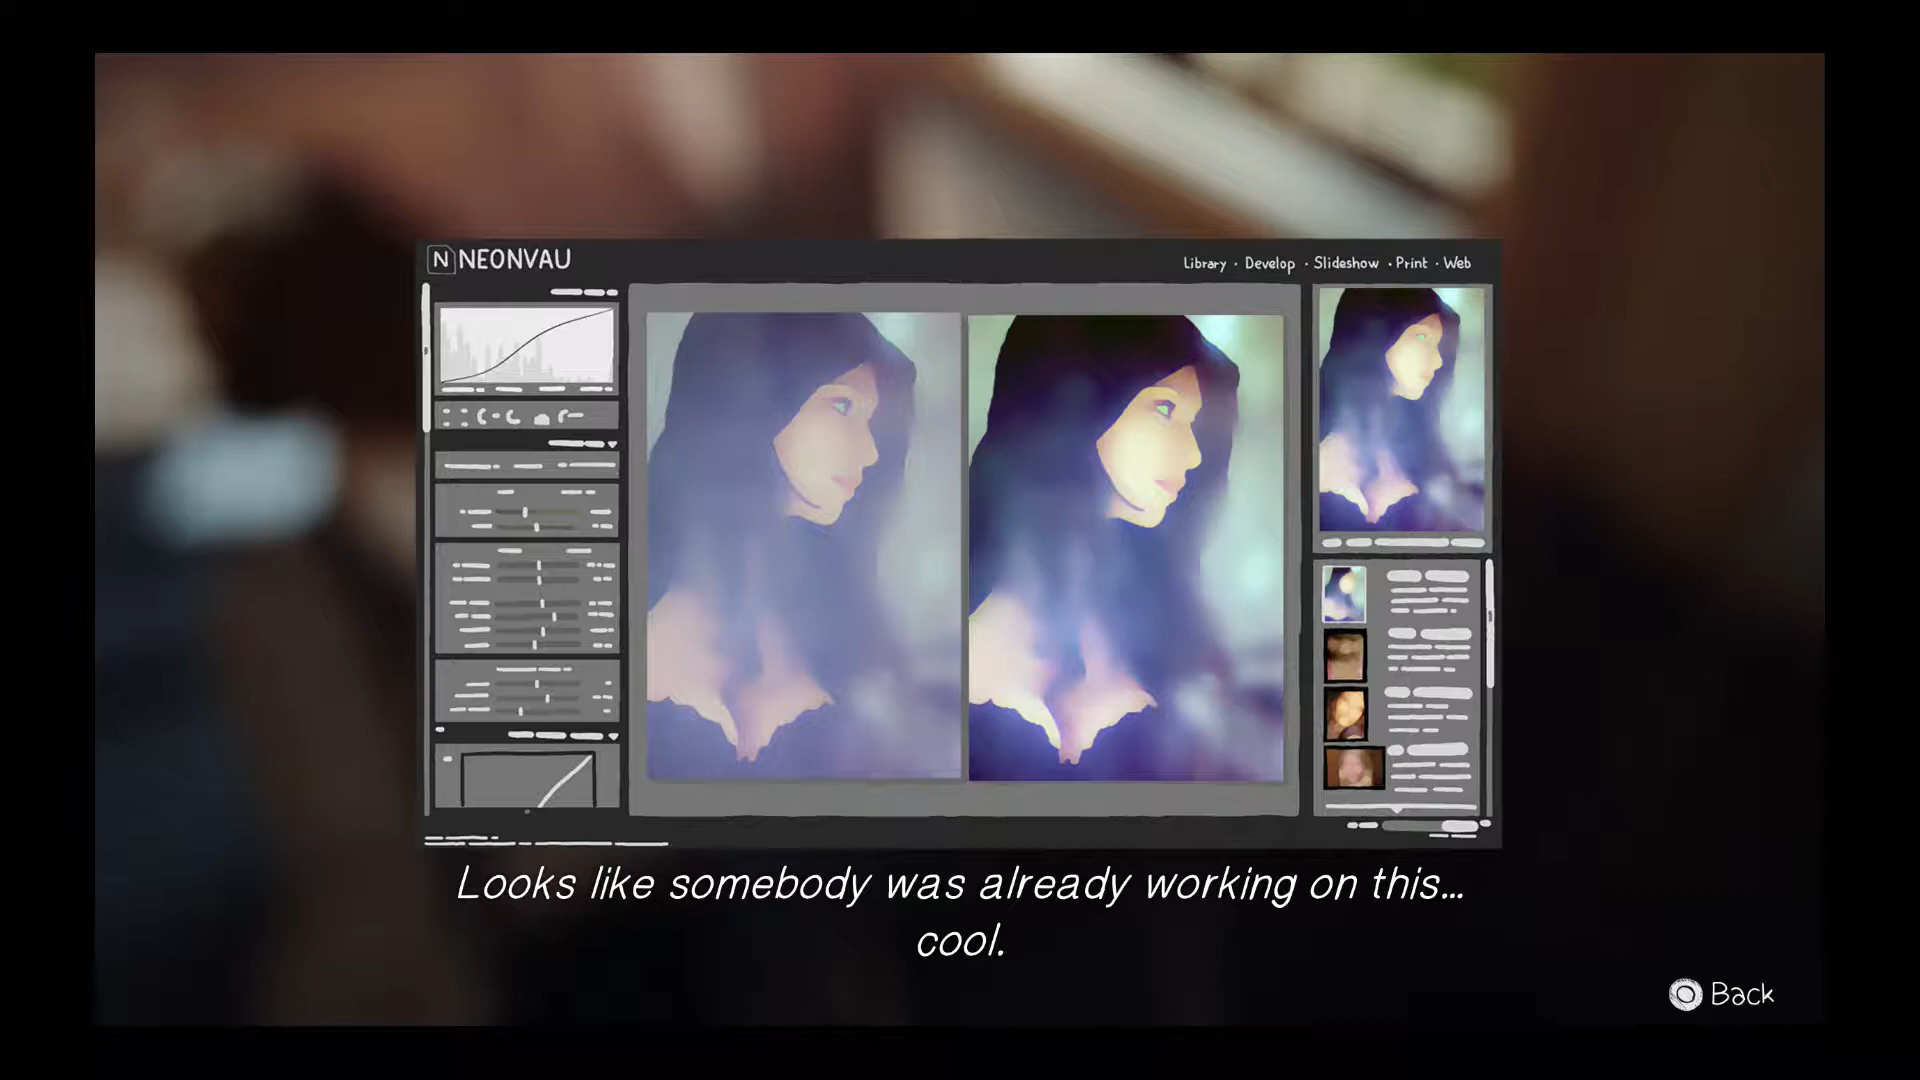 N NEONVAU
Library · Develop · Slideshow · Print · Web
Looks like somebody was already working on this...
cool.
Back